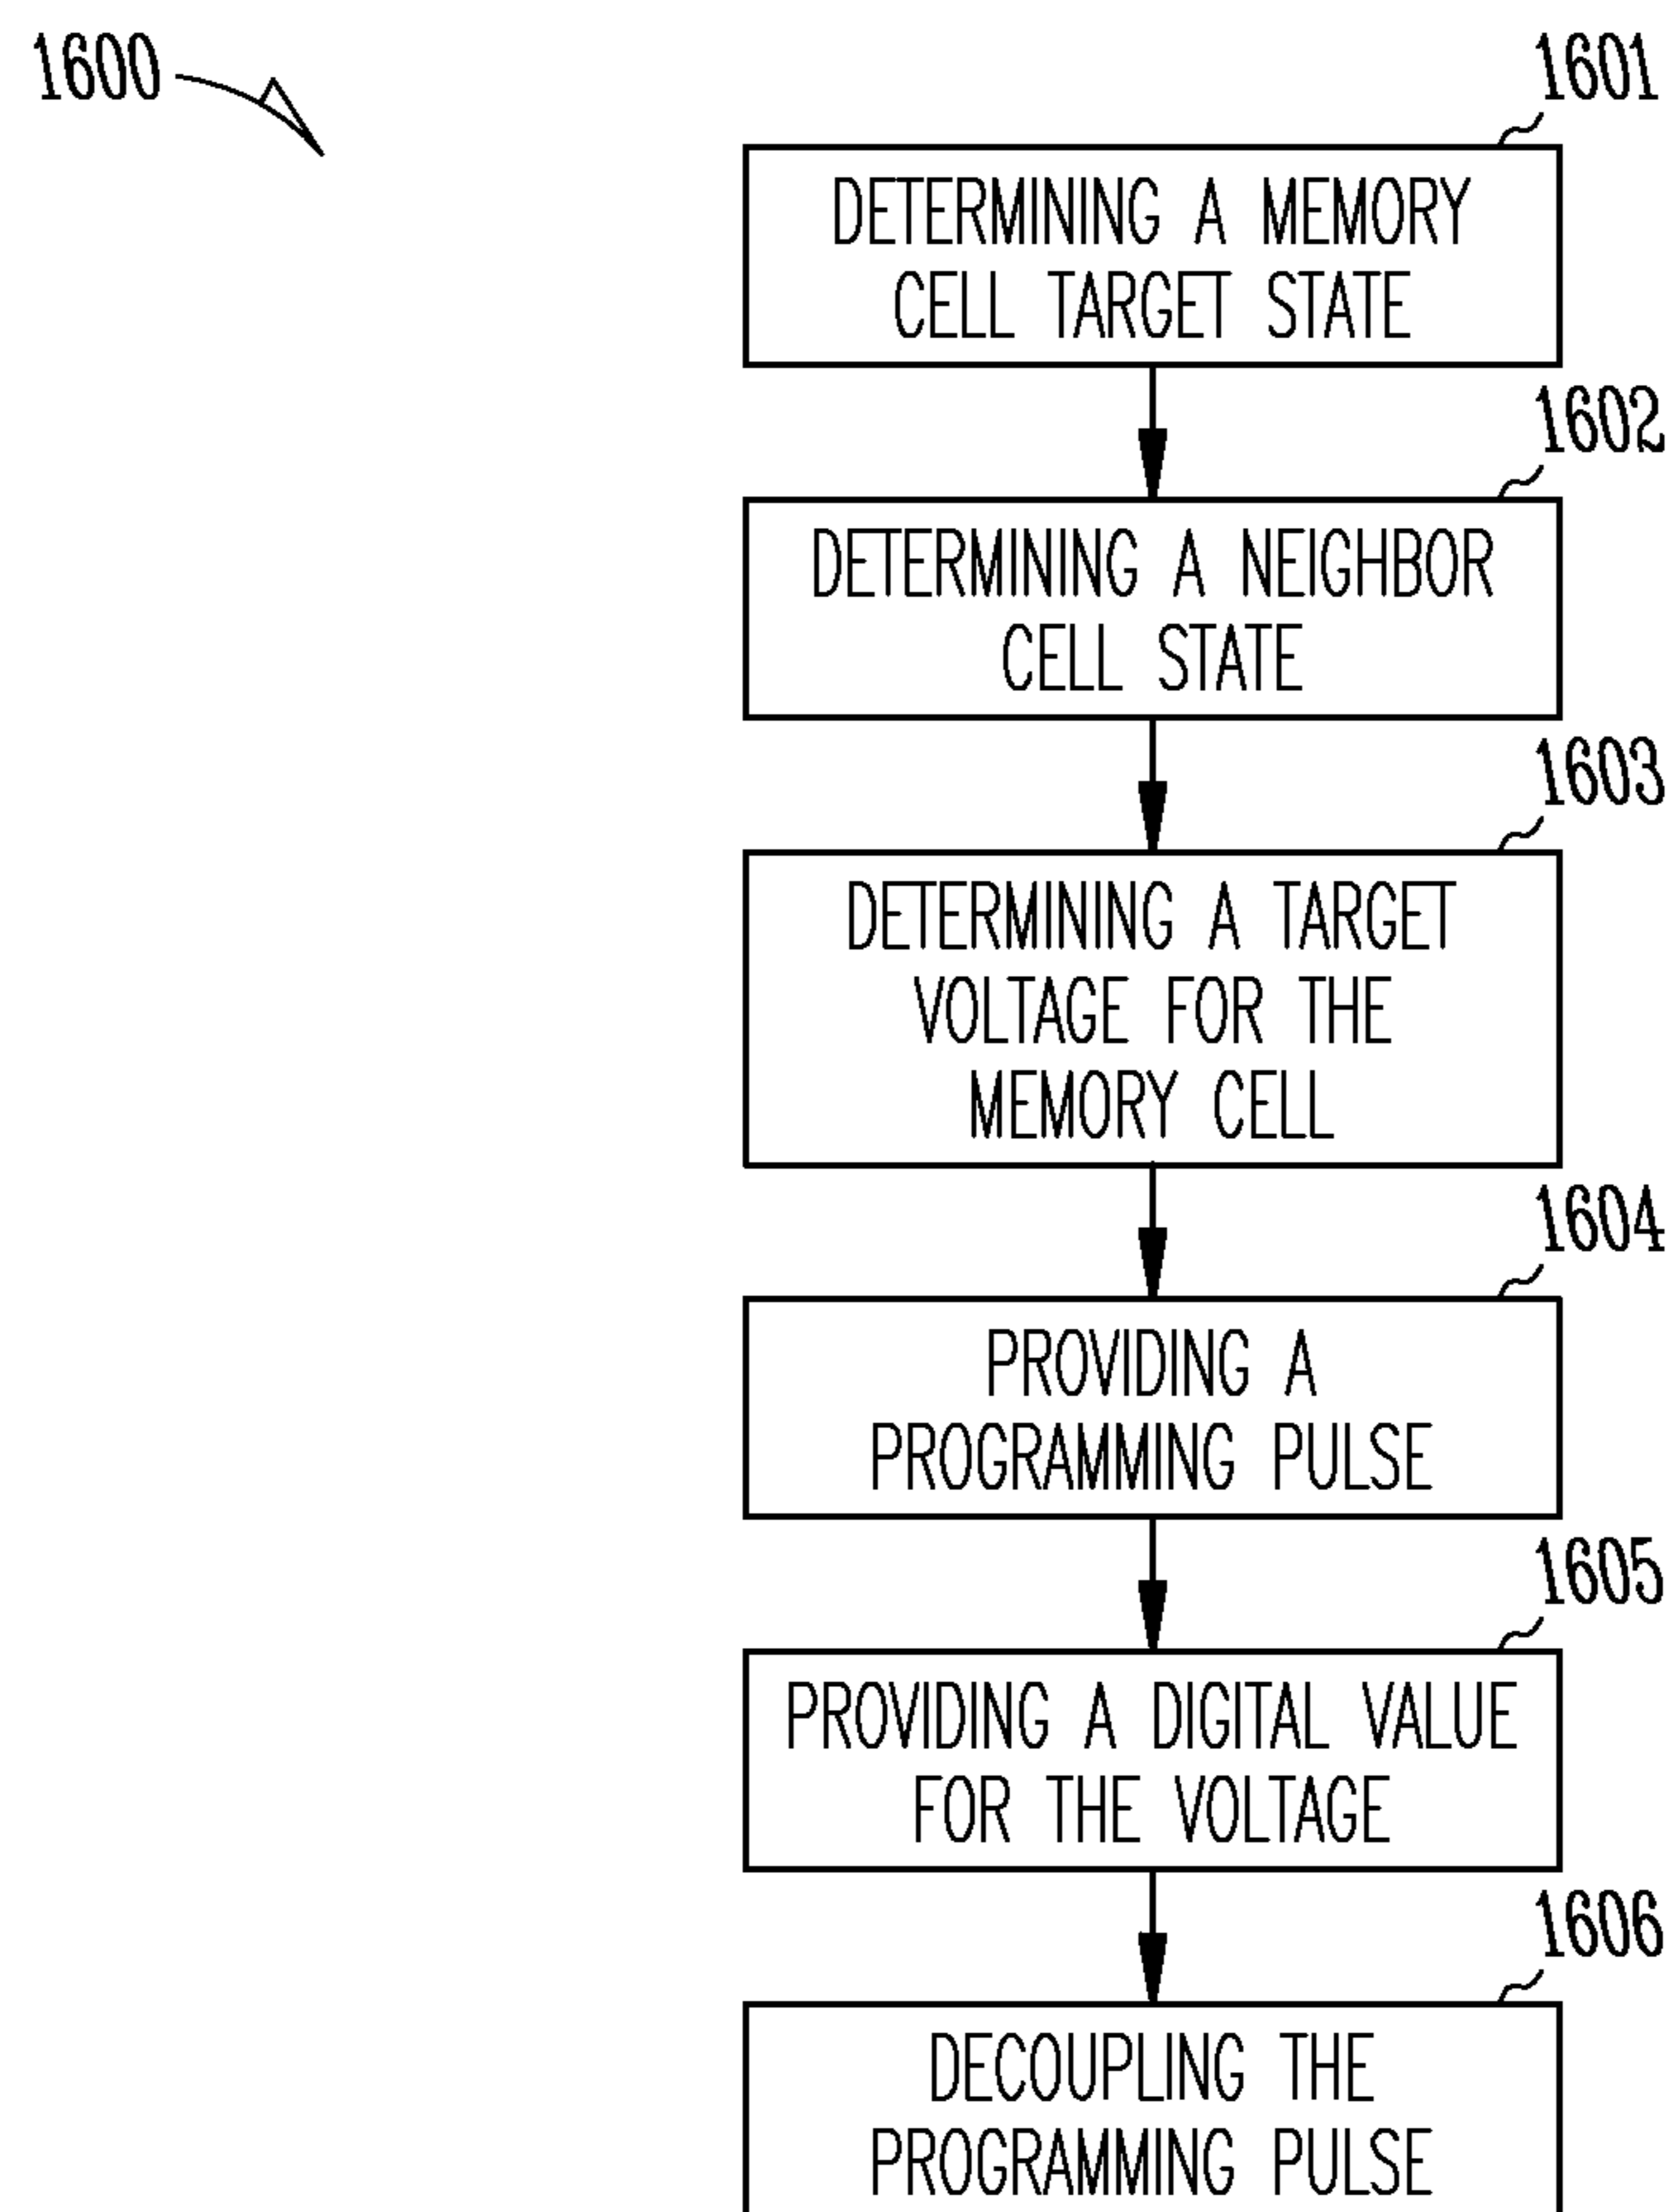 1600
1601
DETERMINING A MEMORY
CELL TARGET STATE
1602
DETERMINING A NEIGHBOR
CELL STATE
1603
DETERMINING A TARGET
VOLTAGE FOR THE
MEMORY CELL
1604
PROVIDING A
PROGRAMMING PULSE
1605
PROVIDING A DIGITAL VALUE
FOR THE VOLTAGE
1606
DECOUPLING THE
PROGRAMMING PULSE